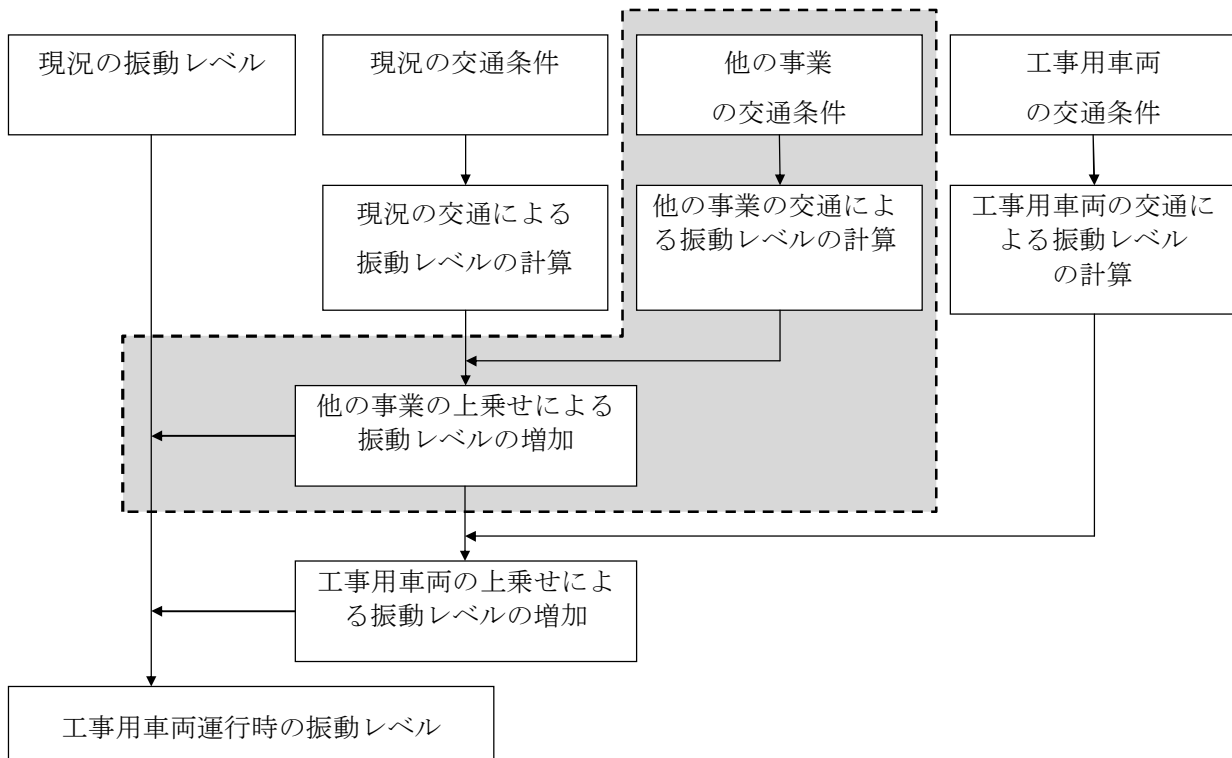 現況の振動レベル
現況の交通条件
他の事業
の交通条件
工事用車両
の交通条件
現況の交通による
振動レベルの計算
他の事業の交通によ
る振動レベルの計算
工事用車両の交通に
よる振動レベル
の計算
他の事業の上乗せによる
振動レベルの増加
工事用車両の上乗せによ
る振動レベルの増加
工事用車両運行時の振動レベル